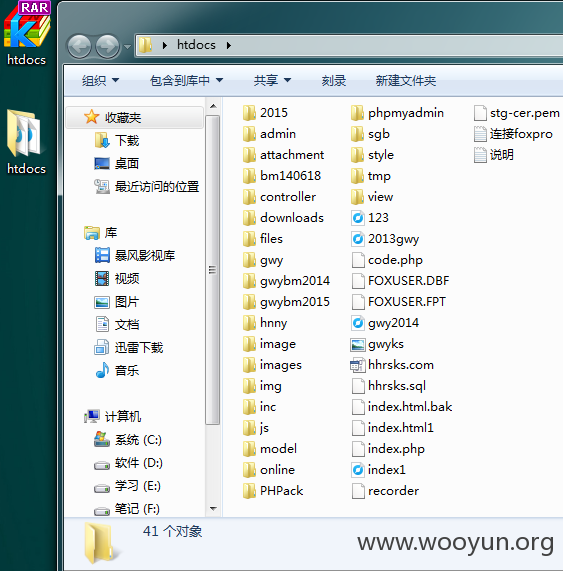 RAR
htdocs
htdocs
htdocs
组织 包含到库中 共享 刻录 新建文件夹
收藏夹
下载
桌面
最近访问的位置
库
暴风影视库
视频
图片
文档
迅雷下载
音乐
计算机
系统 (C:)
软件 (D:)
学习 (E:)
笔记 (F:)
2015
admin
attachment
bm140618
controller
downloads
files
gwy
gwybm2014
gwybm2015
hnny
image
images
img
inc
js
model
online
PHPack
phpmyadmin
sgb
style
tmp
view
123
2013gwy
code.php
FOXUSER.DBF
FOXUSER.FPT
gwy2014
gwyks
hhrsks.com
hhrsks.sql
index.html.bak
index.html1
index.php
index1
recorder
stg-cer.pem
连接foxpro
说明
41 个对象
www.wooyun.org